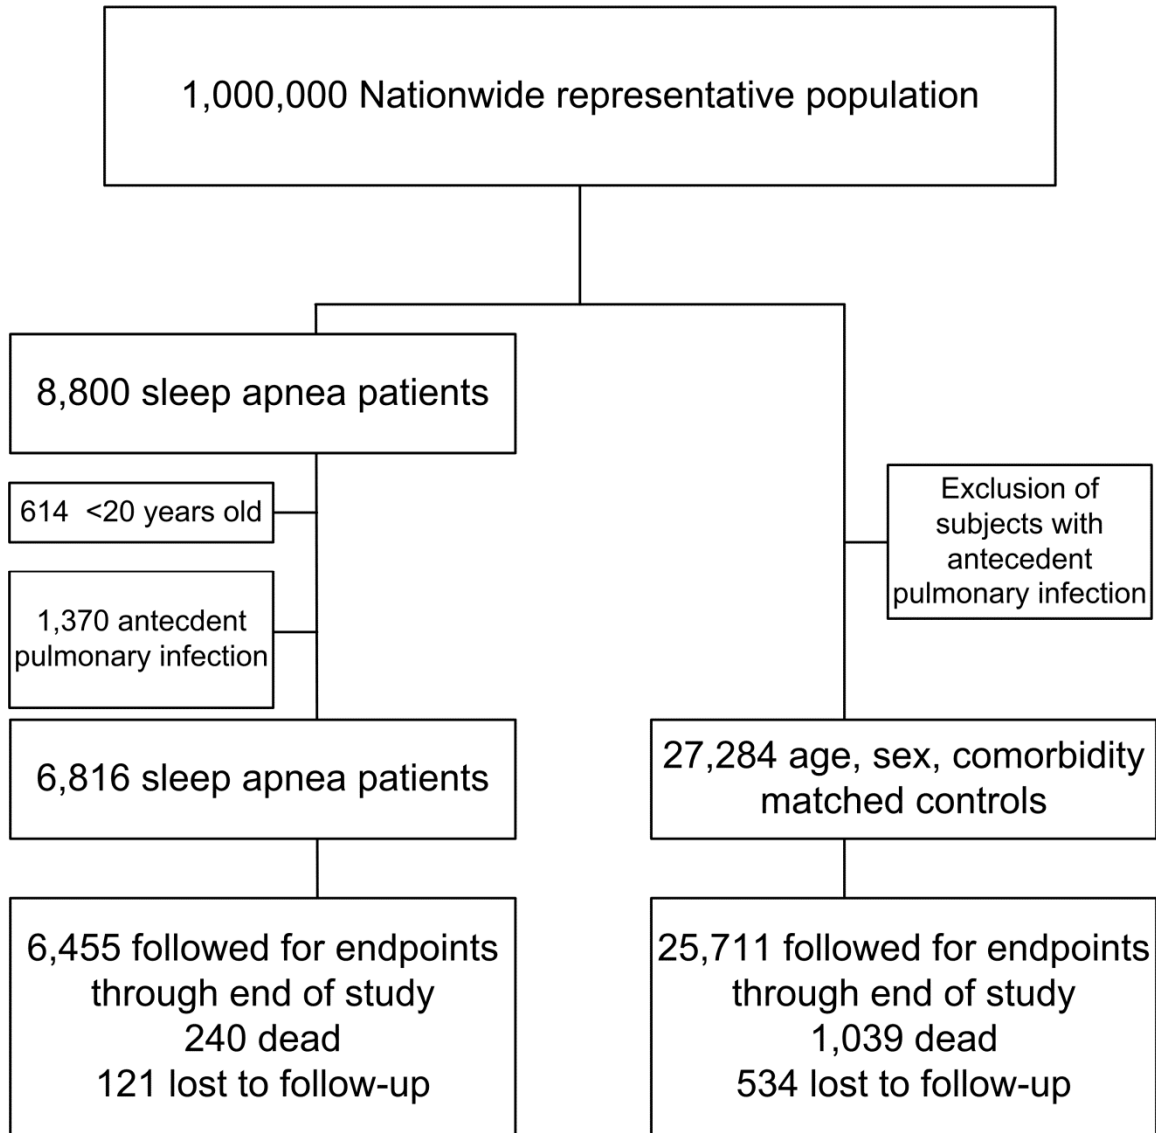 1,000,000 Nationwide representative population
8,800 sleep apnea patients
614 <20 years old
Exclusion of
subjects with
antecedent
pulmonary infection
1,370 antecdent
pulmonary infection
6,816 sleep apnea patients
27,284 age, sex, comorbidity
matched controls
6,455 followed for endpoints
through end of study
240 dead
121 lost to follow-up
25,711 followed for endpoints
through end of study
1,039 dead
534 lost to follow-up